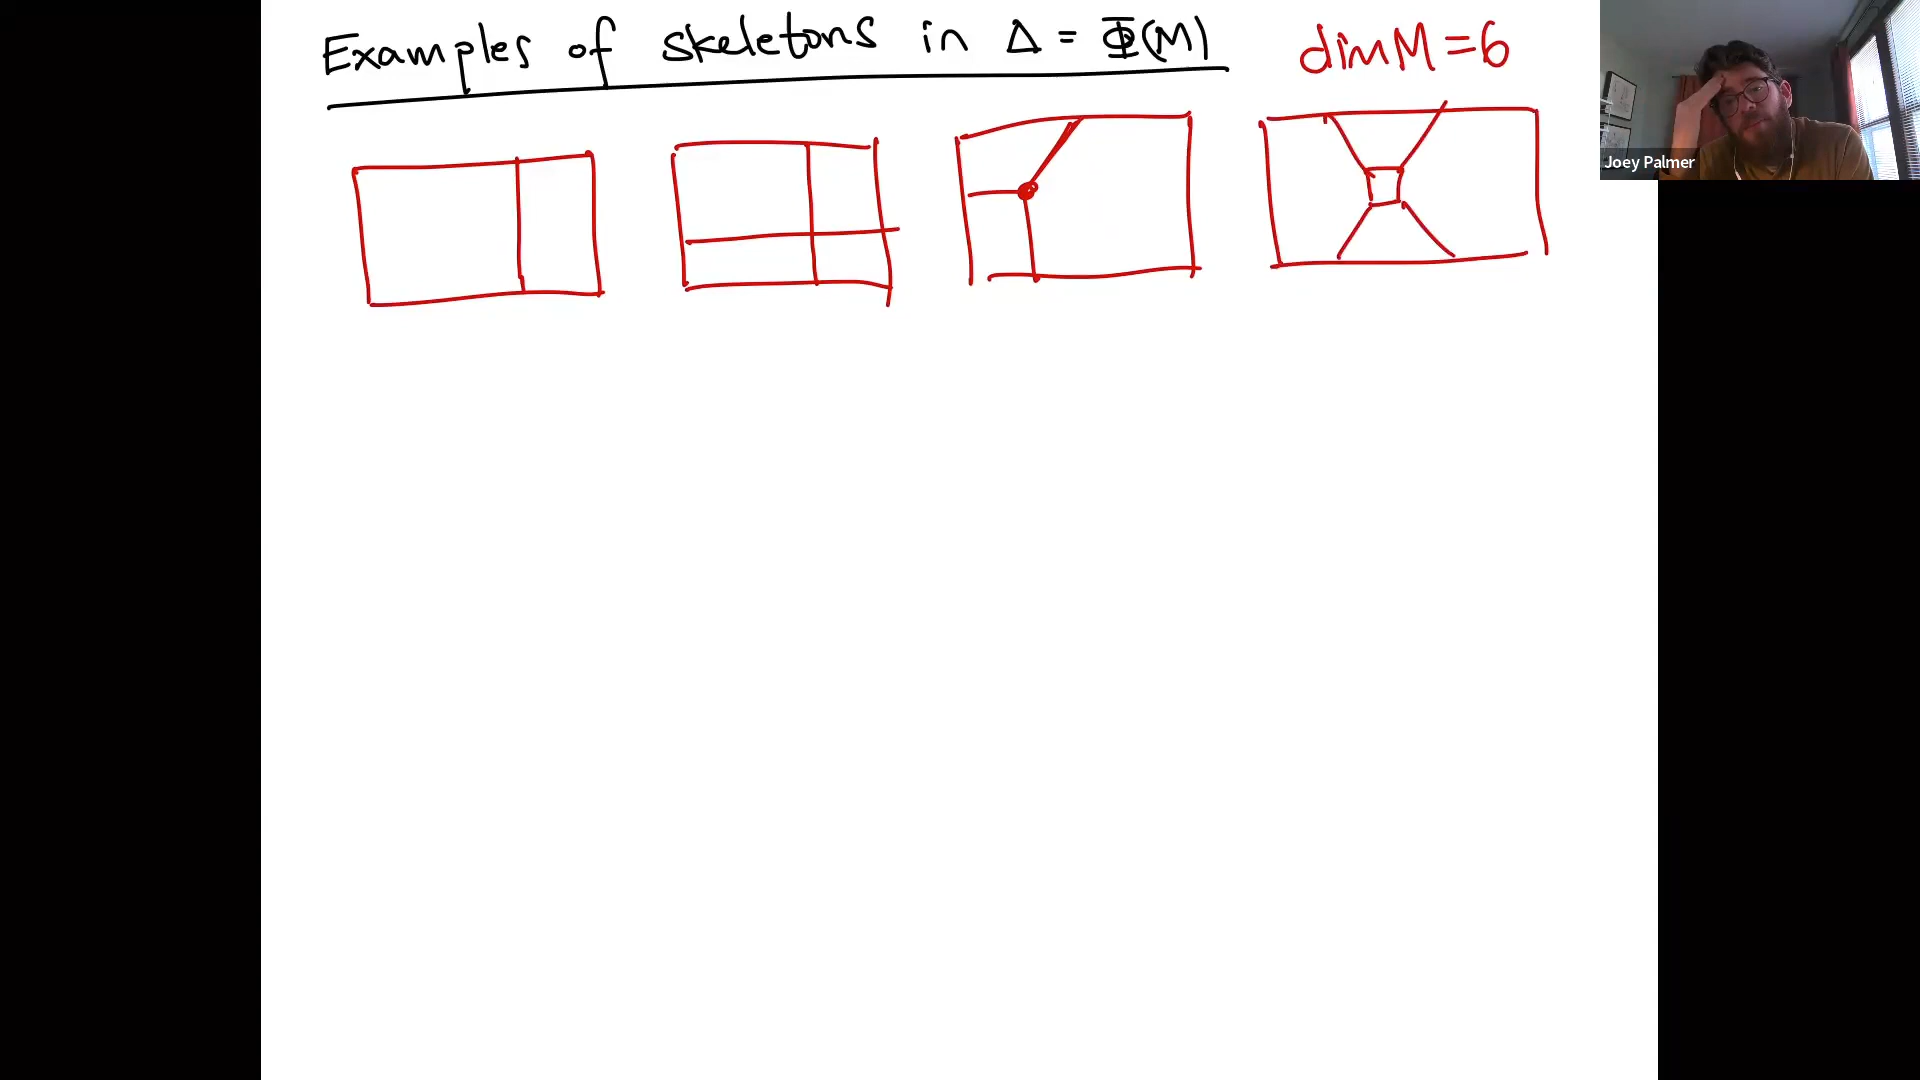 Examples of skeletons in Δ = Φ(M) dim M = 6
Joey Palmer